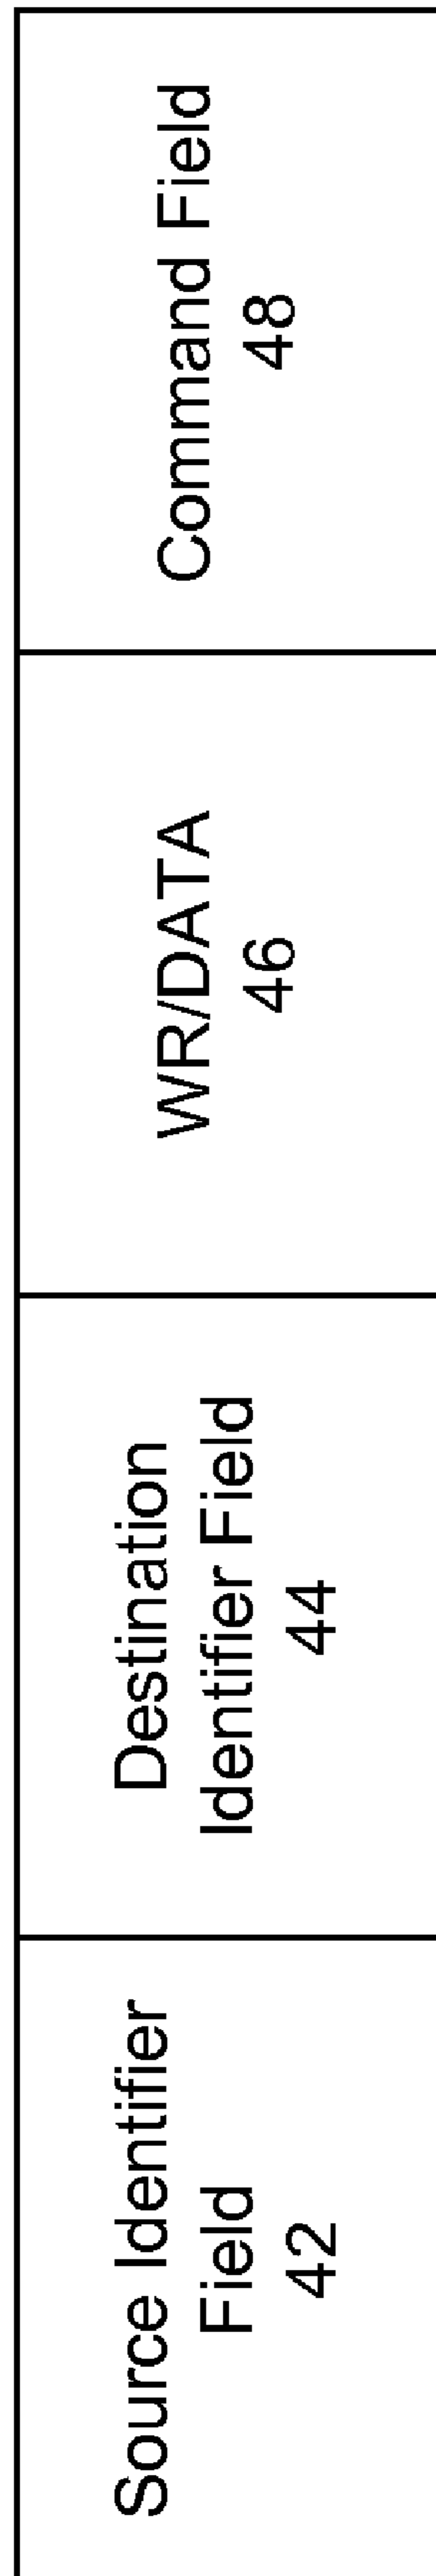 Source Identifier
Field
42
Destination
Identifier Field
44
WR/DATA
46
Command Field
48